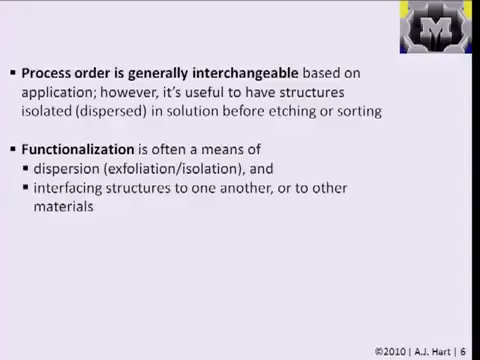 ▪ Process order is generally interchangeable based on
application; however, it's useful to have structures
isolated (dispersed) in solution before etching or sorting
▪ Functionalization is often a means of
▪ dispersion (exfoliation/isolation), and
▪ interfacing structures to one another, or to other
materials
M
©2010 | A.J. Hart | 6